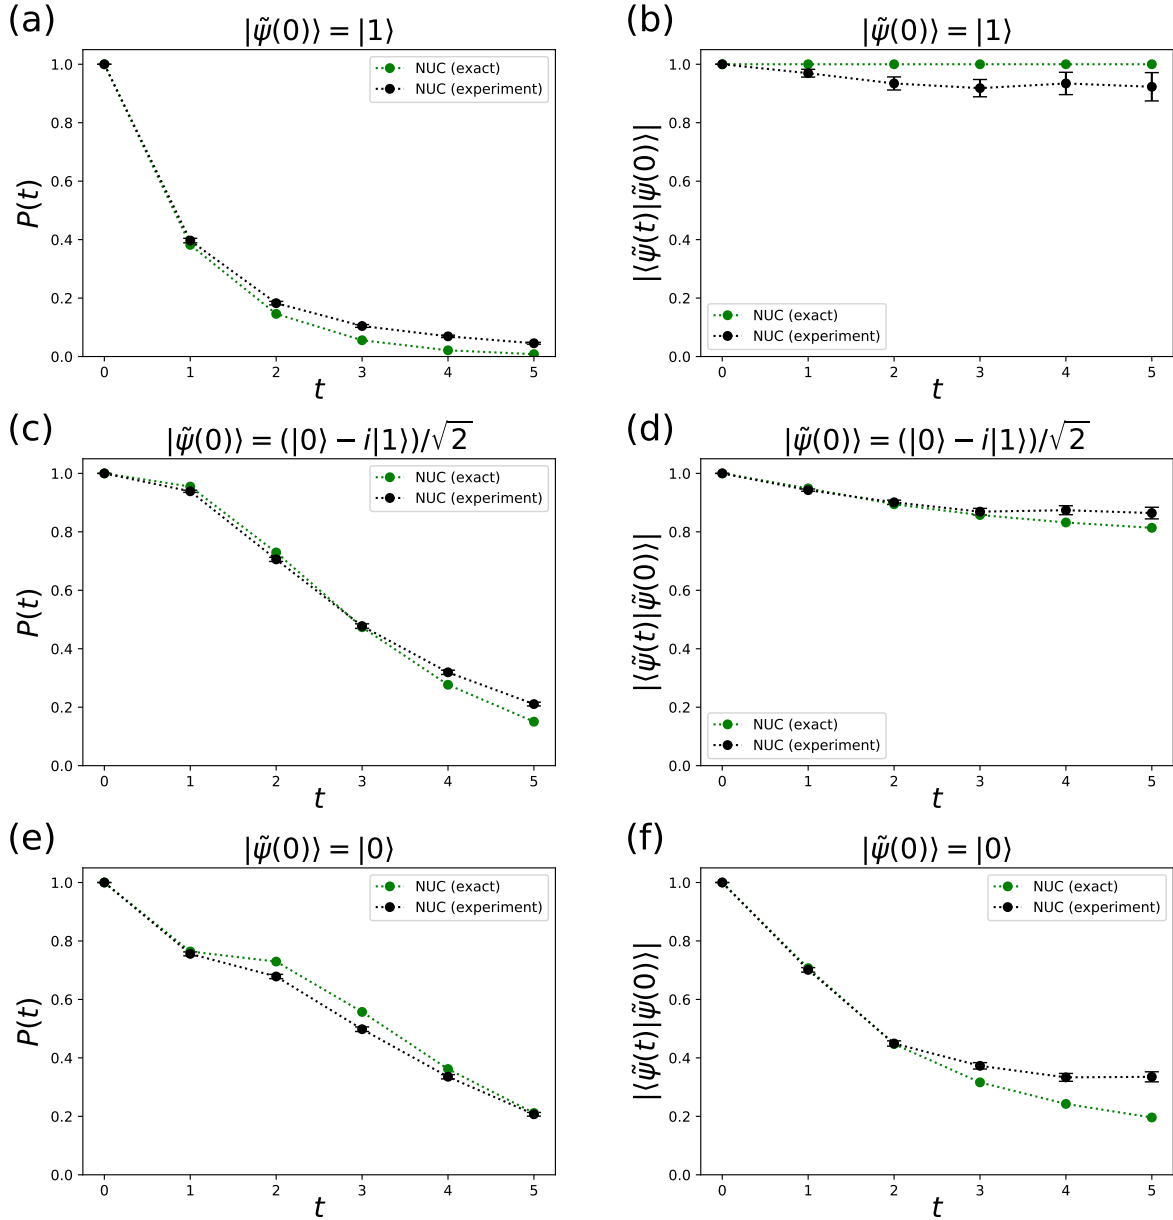 (a)
|ψ̃(0)⟩ = |1⟩
1.0
0.8
0.6
0.4
0.2
0.0
P(t)
NUC (exact)
NUC (experiment)
0 1 2 3 4 5
t
(b)
|ψ̃(0)⟩ = |1⟩
1.0
0.8
0.6
0.4
0.2
0.0
|⟨ψ̃(t)|ψ̃(0)⟩|
NUC (exact)
NUC (experiment)
0 1 2 3 4 5
t
(c)
|ψ̃(0)⟩ = (|0⟩ − i|1⟩)/√2
1.0
0.8
0.6
0.4
0.2
0.0
P(t)
NUC (exact)
NUC (experiment)
0 1 2 3 4 5
t
(d)
|ψ̃(0)⟩ = (|0⟩ − i|1⟩)/√2
1.0
0.8
0.6
0.4
0.2
0.0
|⟨ψ̃(t)|ψ̃(0)⟩|
NUC (exact)
NUC (experiment)
0 1 2 3 4 5
t
(e)
|ψ̃(0)⟩ = |0⟩
1.0
0.8
0.6
0.4
0.2
0.0
P(t)
NUC (exact)
NUC (experiment)
0 1 2 3 4 5
t
(f)
|ψ̃(0)⟩ = |0⟩
1.0
0.8
0.6
0.4
0.2
0.0
|⟨ψ̃(t)|ψ̃(0)⟩|
NUC (exact)
NUC (experiment)
0 1 2 3 4 5
t